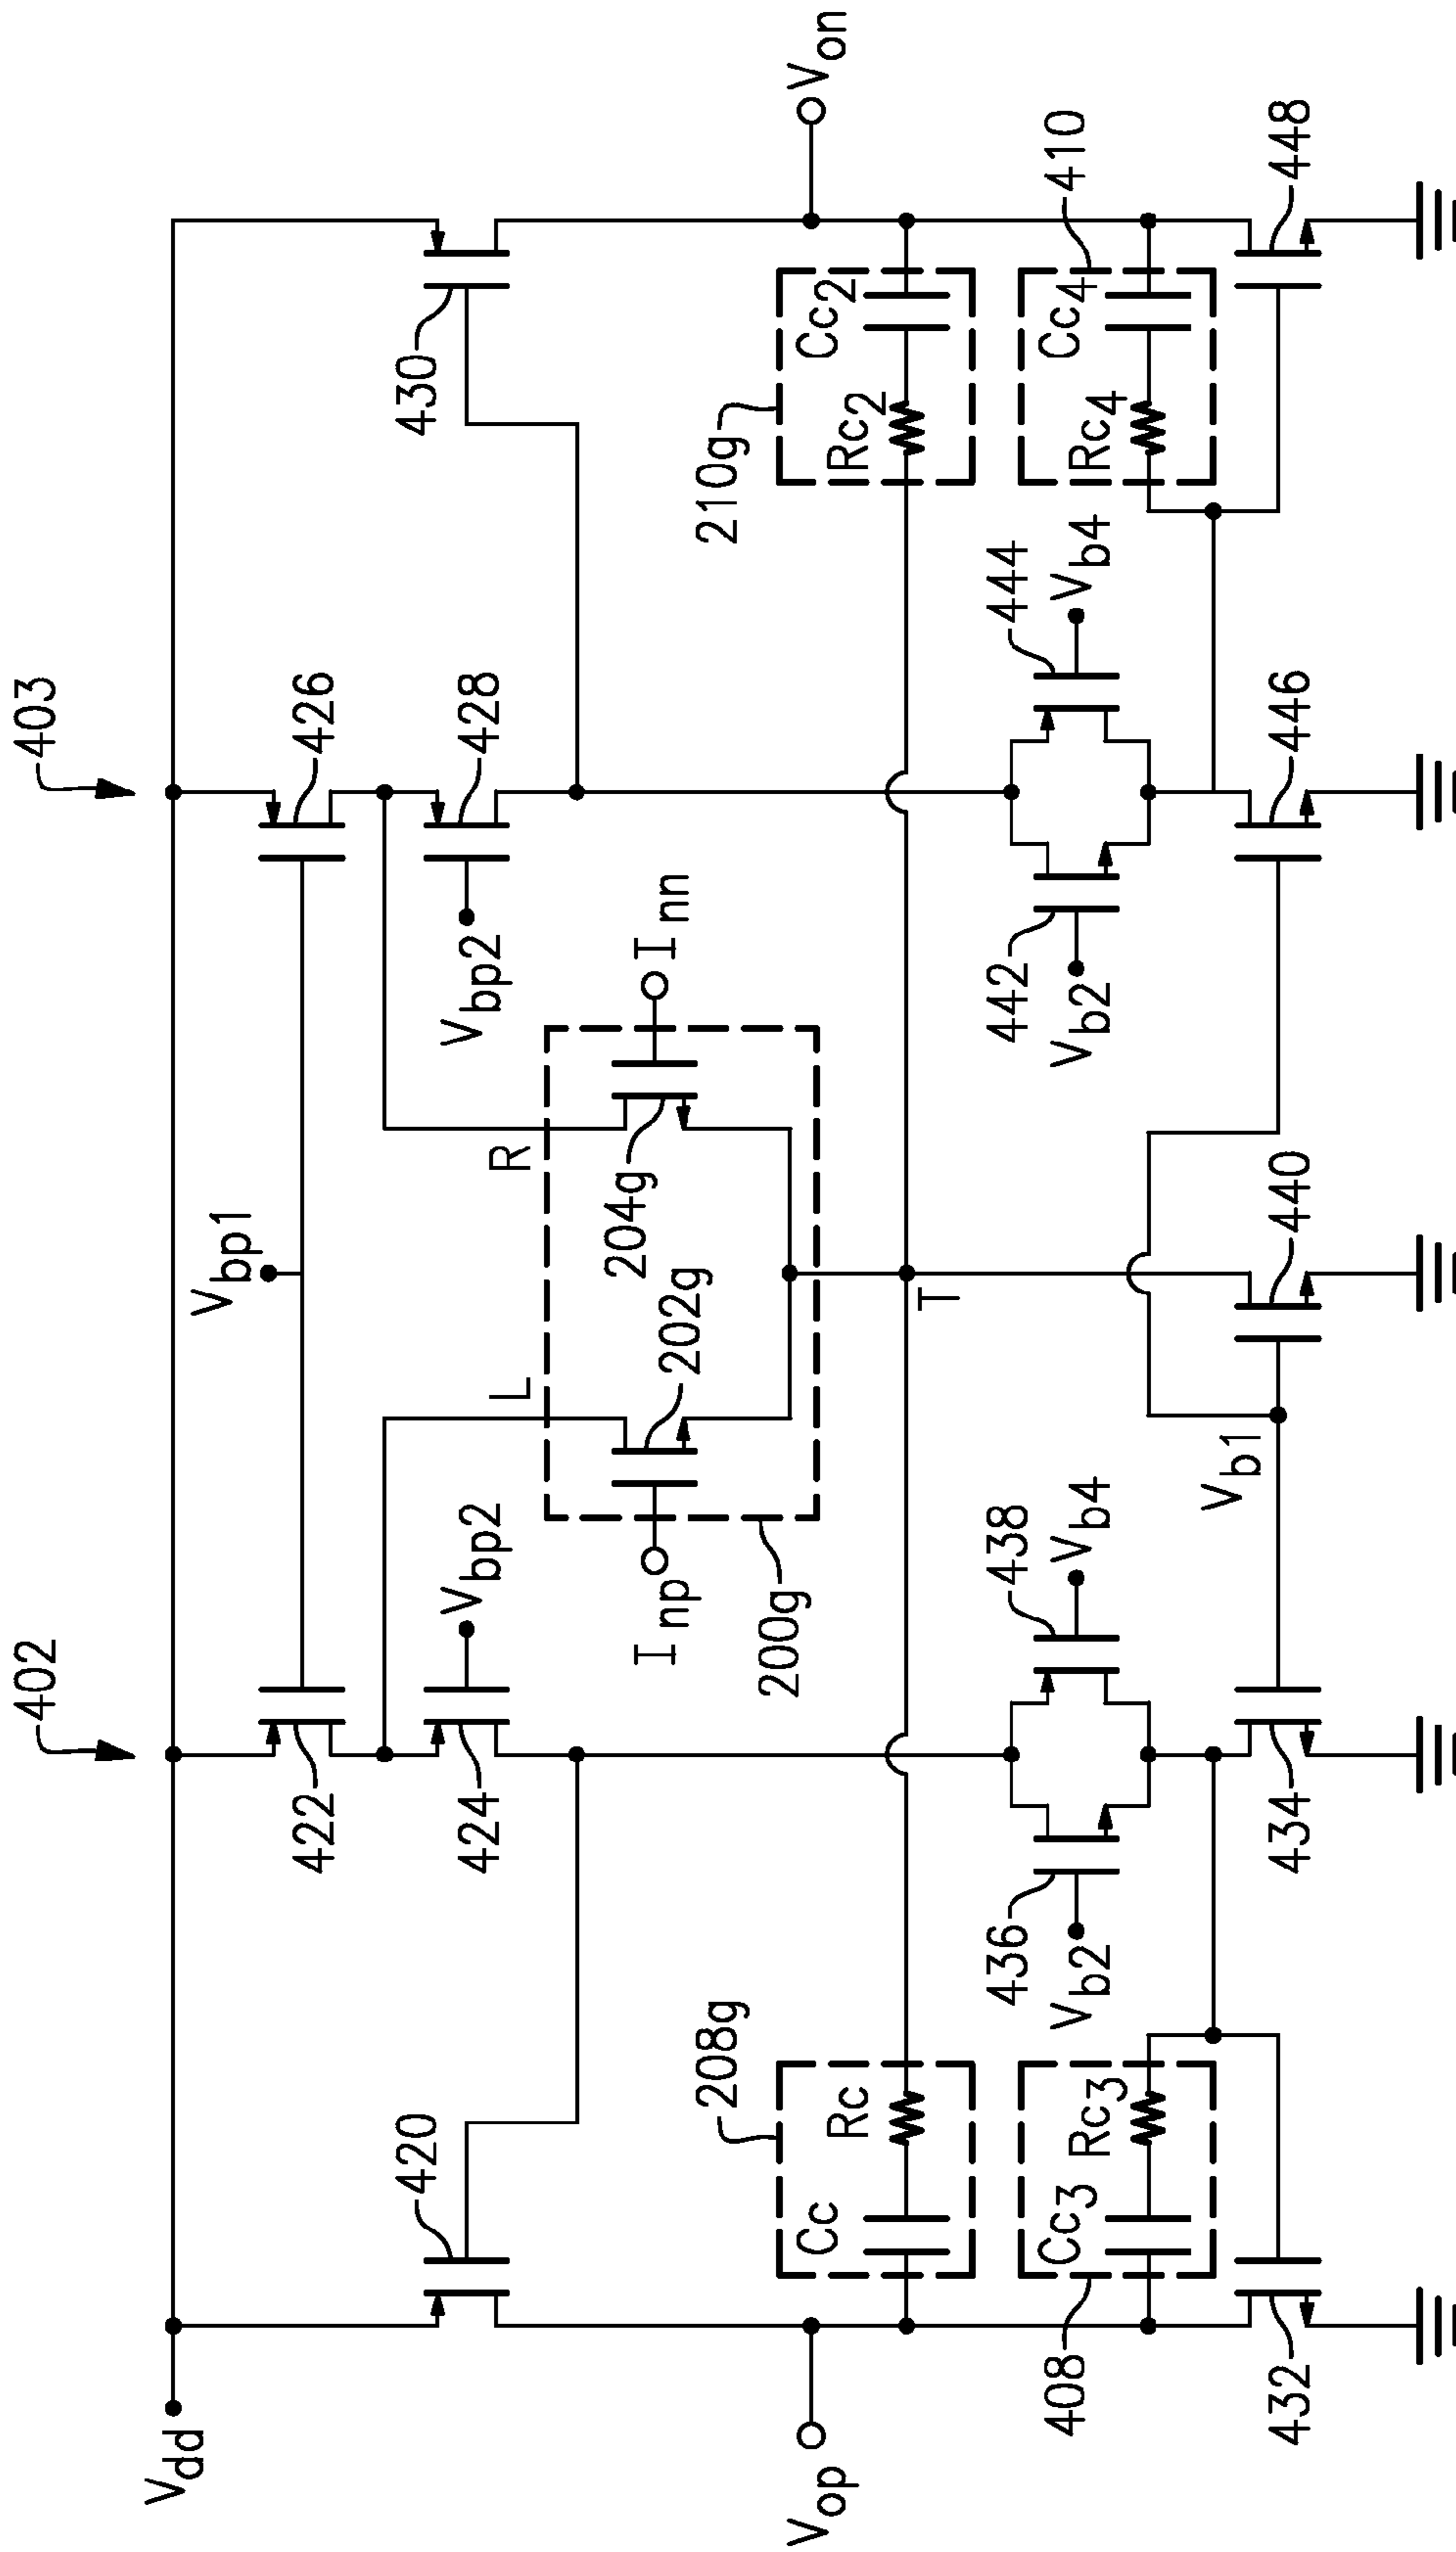 402
403
Vdd
Vbp1
422
426
420
424
Vbp2
Vbp2
428
430
L
R
Inp
202g
204g
Inn
200g
208g
210g
Vop
Von
Cc
Rc
Rc2
Cc2
T
436
438
442
444
Vb2
Vb4
Vb2
Vb4
408
Cc3
Rc3
Rc4
Cc4
410
Vb1
432
434
440
446
448